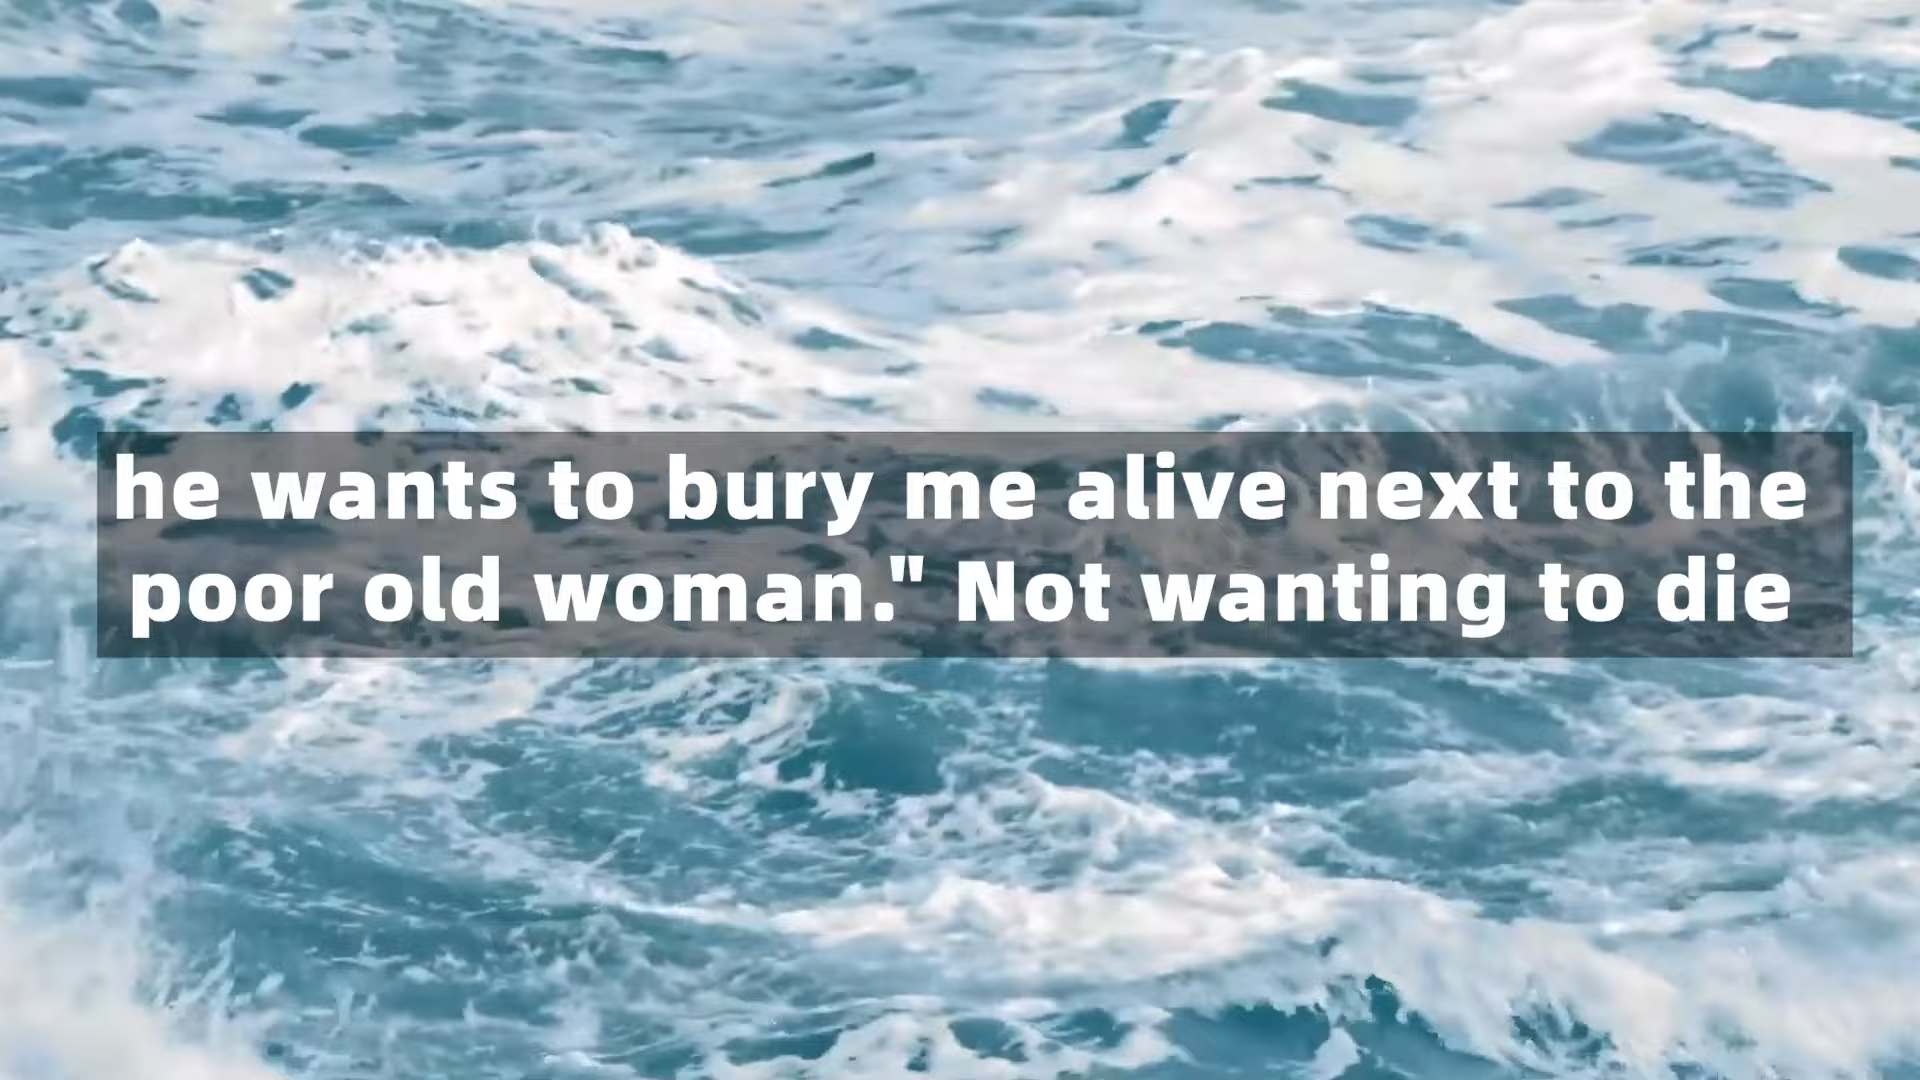 he wants to bury me alive next to the
poor old woman." Not wanting to die